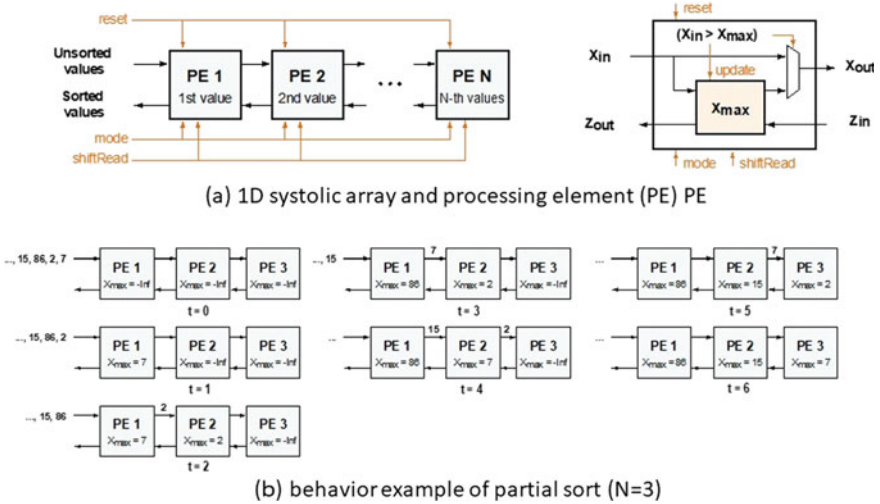 reset
Unsorted values
PE 1
1st value
PE 2
2nd value
...
PE N
N-th values
Sorted values
mode
shiftRead
reset
(Xin > Xmax)
Xin
Xout
update
Xmax
Zout
Zin
mode shiftRead
(a) 1D systolic array and processing element (PE) PE
..., 15, 86, 2, 7
PE 1
Xmax = -Inf
PE 2
Xmax = -Inf
PE 3
Xmax = -Inf
t = 0
..., 15, 86, 2
PE 1
Xmax = 7
PE 2
Xmax = -Inf
PE 3
Xmax = -Inf
t = 1
..., 15, 86
2
PE 1
Xmax = 7
PE 2
Xmax = 2
PE 3
Xmax = -Inf
t = 2
..., 15
7
PE 1
Xmax = 86
PE 2
Xmax = 2
PE 3
Xmax = -Inf
t = 3
...
15
2
PE 1
Xmax = 86
PE 2
Xmax = 7
PE 3
Xmax = -Inf
t = 4
...
7
PE 1
Xmax = 86
PE 2
Xmax = 15
PE 3
Xmax = 2
t = 5
...
PE 1
Xmax = 86
PE 2
Xmax = 15
PE 3
Xmax = 7
t = 6
(b) behavior example of partial sort (N=3)